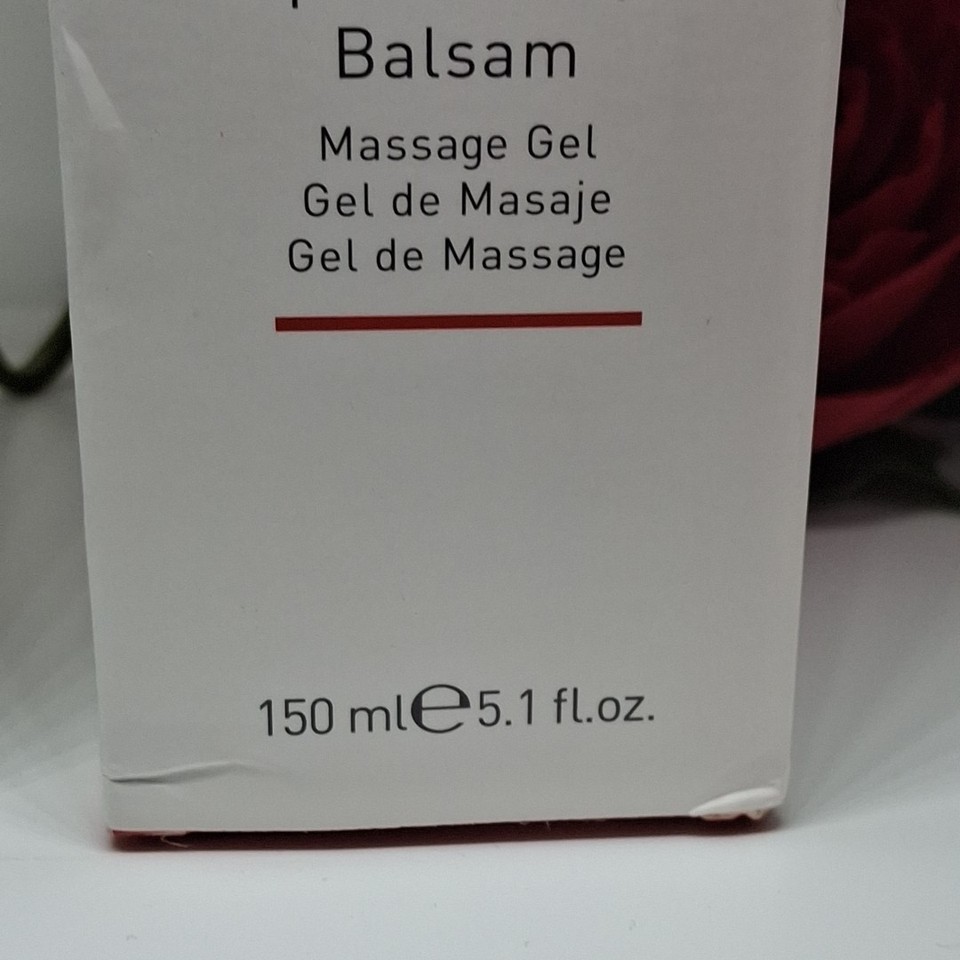 Balsam
Massage Gel
Gel de Masaje
Gel de Massage
150 ml℮5.1 fl.oz.